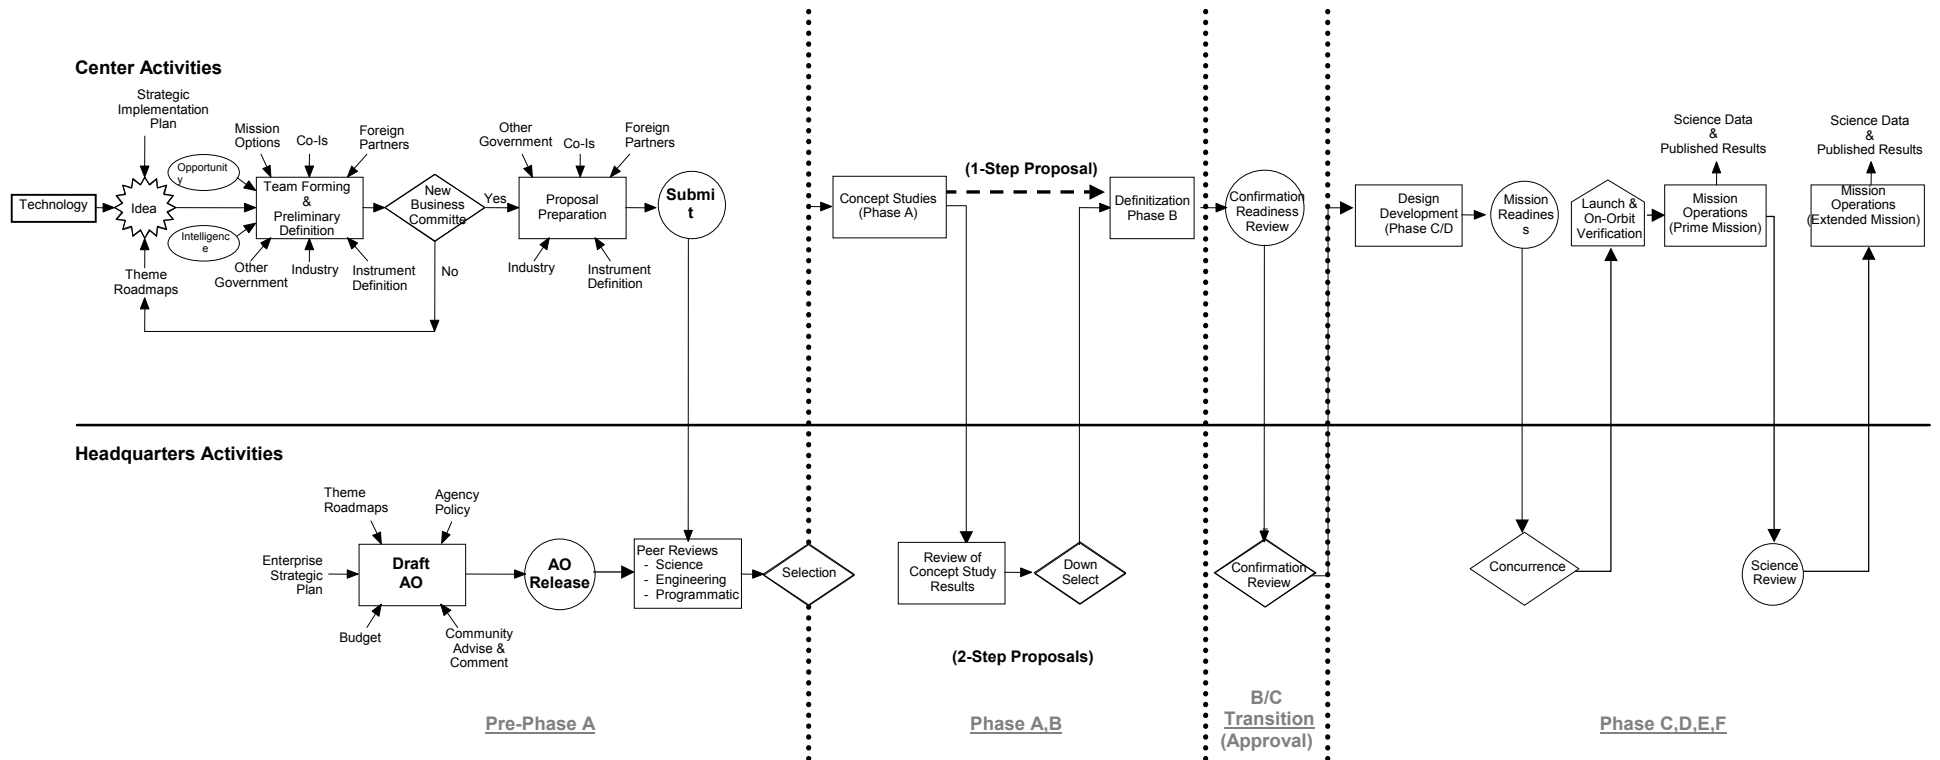 Center Activities
Strategic
Implementation
Plan
Technology
Idea
Theme
Roadmaps
Opportunit
y
Intelligenc
e
Mission
Options
Co-Is
Foreign
Partners
Team Forming
&
Preliminary
Definition
Other
Government
Industry
Instrument
Definition
New
Business
Committe
Yes
No
Other
Government
Co-Is
Foreign
Partners
Proposal
Preparation
Industry
Instrument
Definition
Submi
t
Concept Studies
(Phase A)
(1-Step Proposal)
Definitization
Phase B
Confirmation
Readiness
Review
Design
Development
(Phase C/D
Mission
Readines
s
Launch &
On-Orbit
Verification
Science Data
&
Published Results
Mission
Operations
(Prime Mission)
Science Data
&
Published Results
Mission
Operations
(Extended Mission)
Headquarters Activities
Theme
Roadmaps
Agency
Policy
Enterprise
Strategic
Plan
Draft
AO
Budget
Community
Advise &
Comment
AO
Release
Peer Reviews
- Science
- Engineering
- Programmatic
Selection
Review of
Concept Study
Results
Down
Select
(2-Step Proposals)
Confirmation
Review
Concurrence
Science
Review
Pre-Phase A
Phase A,B
B/C
Transition
(Approval)
Phase C,D,E,F